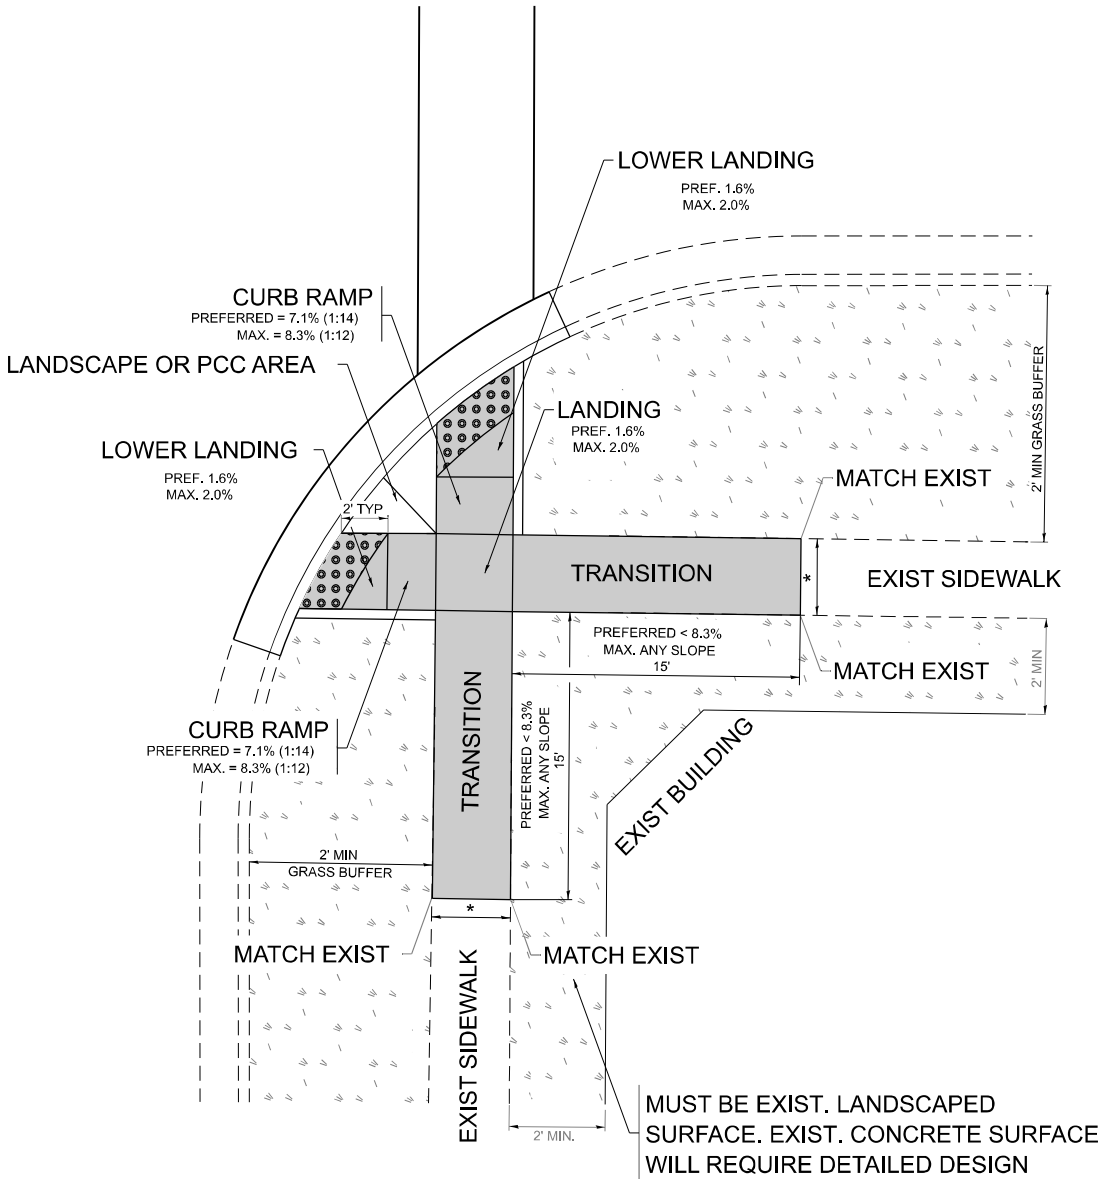 LOWER LANDING
PREF. 1.6%
MAX. 2.0%
CURB RAMP
PREFERRED = 7.1% (1:14)
MAX. = 8.3% (1:12)
LANDSCAPE OR PCC AREA
LANDING
PREF. 1.6%
MAX. 2.0%
LOWER LANDING
PREF. 1.6%
MAX. 2.0%
2' TYP
2' MIN GRASS BUFFER
MATCH EXIST
TRANSITION
*
EXIST SIDEWALK
PREFERRED < 8.3%
MAX. ANY SLOPE
15'
MATCH EXIST
2' MIN
CURB RAMP
PREFERRED = 7.1% (1:14)
MAX. = 8.3% (1:12)
TRANSITION
PREFERRED < 8.3%
MAX. ANY SLOPE
15'
EXIST BUILDING
2' MIN
GRASS BUFFER
*
MATCH EXIST
MATCH EXIST
EXIST SIDEWALK
2' MIN.
MUST BE EXIST. LANDSCAPED
SURFACE. EXIST. CONCRETE SURFACE
WILL REQUIRE DETAILED DESIGN